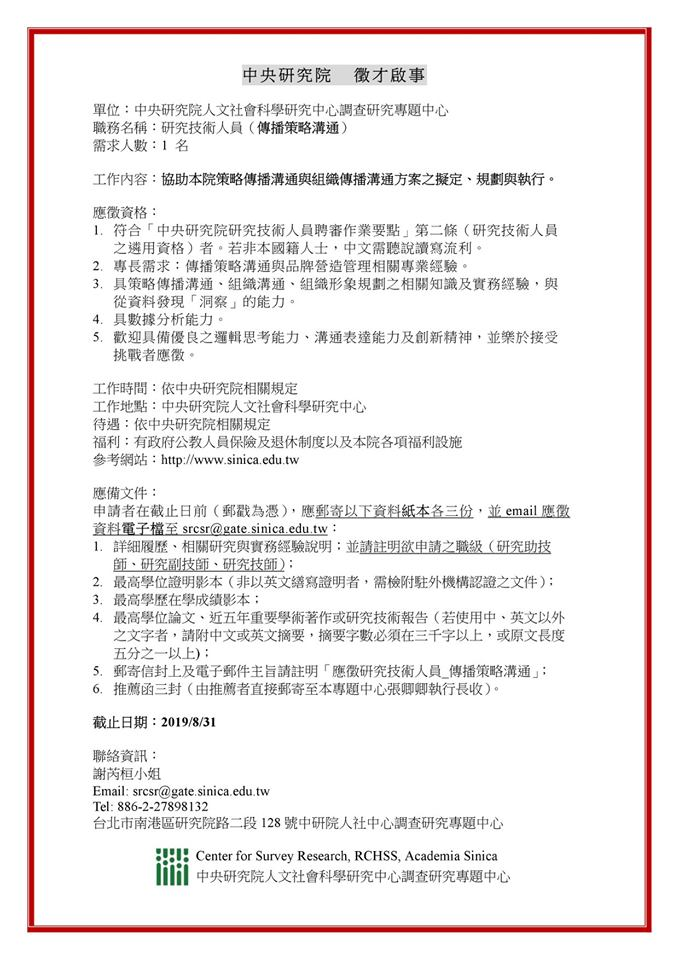 中央研究院 徵才啟事
單位：中央研究院人文社會科學研究中心調查研究專題中心
職務名稱：研究技術人員（傳播策略溝通）
需求人數：1 名
工作內容：協助本院策略傳播溝通與組織傳播溝通方案之擬定、規劃與執行。
應徵資格：
1. 符合「中央研究院研究技術人員聘審作業要點」第二條（研究技術人員
之遴用資格）者。若非本國籍人士，中文需聽說讀寫流利。
2. 專長需求：傳播策略溝通與品牌營造管理相關專業經驗。
3. 具策略傳播溝通、組織溝通、組織形象規劃之相關知識及實務經驗，與
從資料發現「洞察」的能力。
4. 具數據分析能力。
5. 歡迎具備優良之邏輯思考能力、溝通表達能力及創新精神，並樂於接受
挑戰者應徵。
工作時間：依中央研究院相關規定
工作地點：中央研究院人文社會科學研究中心
待遇：依中央研究院相關規定
福利：有政府公教人員保險及退休制度以及本院各項福利設施
參考網站：http://www.sinica.edu.tw
應備文件：
申請者在截止日前（郵戳為憑），應郵寄以下資料紙本各三份，並 email 應徵
資料電子檔至 srcsr@gate.sinica.edu.tw：
1. 詳細履歷、相關研究與實務經驗說明；並請註明欲申請之職級（研究助技
師、研究副技師、研究技師）；
2. 最高學位證明影本（非以英文繕寫證明者，需檢附駐外機構認證之文件）；
3. 最高學歷在學成績影本；
4. 最高學位論文、近五年重要學術著作或研究技術報告（若使用中、英文以外
之文字者，請附中文或英文摘要，摘要字數必須在三千字以上，或原文長度
五分之一以上）；
5. 郵寄信封上及電子郵件主旨請註明「應徵研究技術人員_傳播策略溝通」；
6. 推薦函三封（由推薦者直接郵寄至本專題中心張卿卿執行長收）。
截止日期：2019/8/31
聯絡資訊：
謝芮桓小姐
Email: srcsr@gate.sinica.edu.tw
Tel: 886-2-27898132
台北市南港區研究院路二段 128 號中研院人社中心調查研究專題中心
Center for Survey Research, RCHSS, Academia Sinica
中央研究院人文社會科學研究中心調查研究專題中心